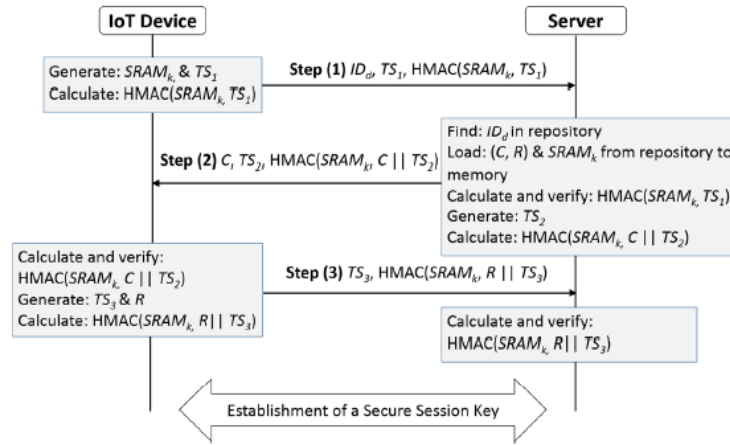 IoT Device
Server
Generate: SRAMk, & TS1
Calculate: HMAC(SRAMk, TS1)
Step (1) IDd, TS1, HMAC(SRAMk, TS1)
Find: IDd in repository
Load: (C, R) & SRAMk from repository to
memory
Calculate and verify: HMAC(SRAMk, TS1)
Generate: TS2
Calculate: HMAC(SRAMk, C || TS2)
Step (2) C, TS2, HMAC(SRAMk, C || TS2)
Calculate and verify:
HMAC(SRAMk, C || TS2)
Generate: TS3 & R
Calculate: HMAC(SRAMk, R|| TS3)
Step (3) TS3, HMAC(SRAMk, R || TS3)
Calculate and verify:
HMAC(SRAMk, R|| TS3)
Establishment of a Secure Session Key